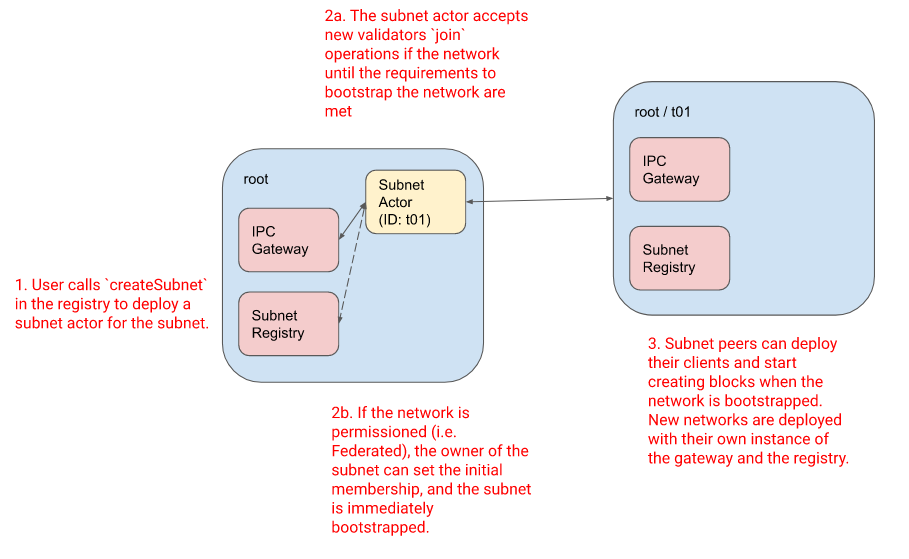 2a. The subnet actor accepts
new validators `join`
operations if the network
until the requirements to
bootstrap the network are
met
root / t01
IPC
Gateway
Subnet
Registry
root
Subnet
Actor
(ID: t01)
IPC
Gateway
Subnet
Registry
1. User calls `createSubnet`
in the registry to deploy a
subnet actor for the subnet.
2b. If the network is
permissioned (i.e.
Federated), the owner of the
subnet can set the initial
membership, and the subnet
is immediately
bootstrapped.
3. Subnet peers can deploy
their clients and start
creating blocks when the
network is bootstrapped.
New networks are deployed
with their own instance of
the gateway and the registry.